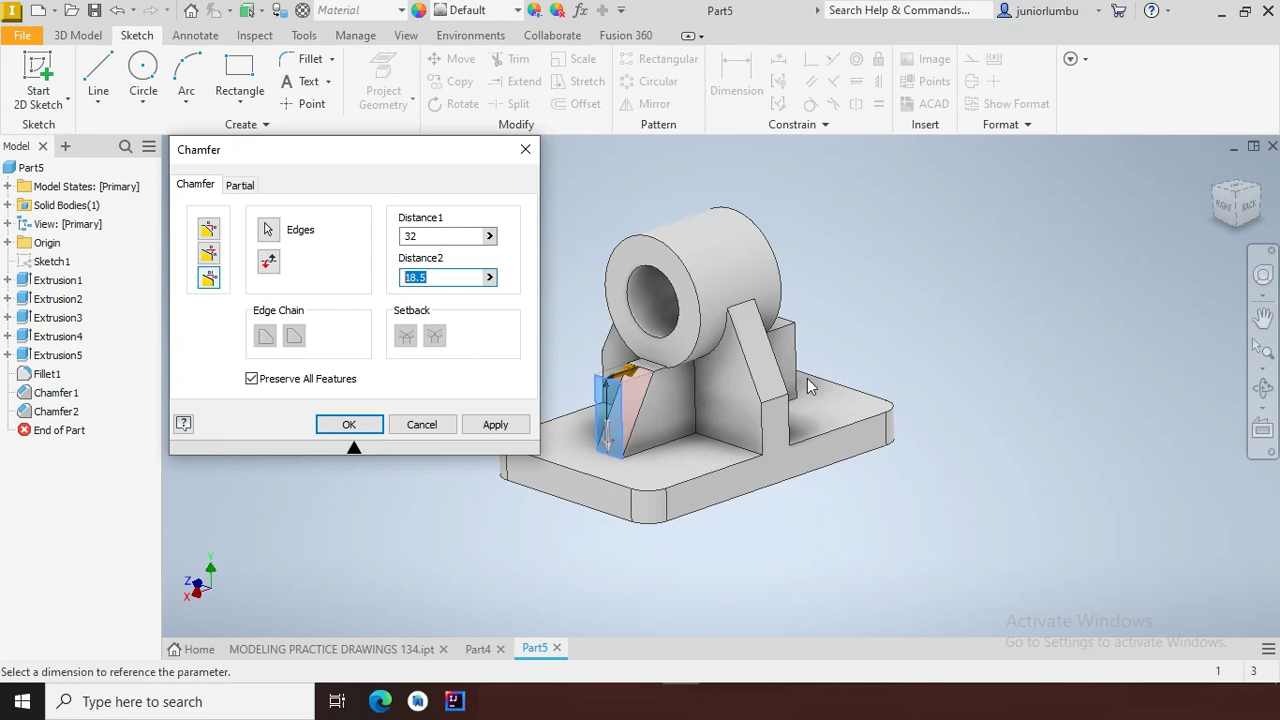 Material
Default
Part5
Search Help & Commands...
juniorlumbu
File
3D Model
Sketch
Annotate
Inspect
Tools
Manage
View
Environments
Collaborate
Fusion 360
Start
2D Sketch
Line
Circle
Arc
Rectangle
Fillet
Text
Point
Project
Geometry
Move
Trim
Scale
Copy
Extend
Stretch
Rotate
Split
Offset
Rectangular
Circular
Mirror
Dimension
Image
Points
ACAD
Show Format
Sketch
Create
Modify
Pattern
Constrain
Insert
Format
Model
Part5
Model States: [Primary]
Solid Bodies(1)
View: [Primary]
Origin
Sketch1
Extrusion1
Extrusion2
Extrusion3
Extrusion4
Extrusion5
Fillet1
Chamfer1
Chamfer2
End of Part
Chamfer
Chamfer
Partial
Edges
Distance1
32
Distance2
18.5
Edge Chain
Setback
Preserve All Features
OK
Cancel
Apply
RIGHT
BACK
Y
Z
X
Activate Windows
Go to Settings to activate Windows.
Home
MODELING PRACTICE DRAWINGS 134.ipt
Part4
Part5
Select a dimension to reference the parameter.
1
3
Type here to search